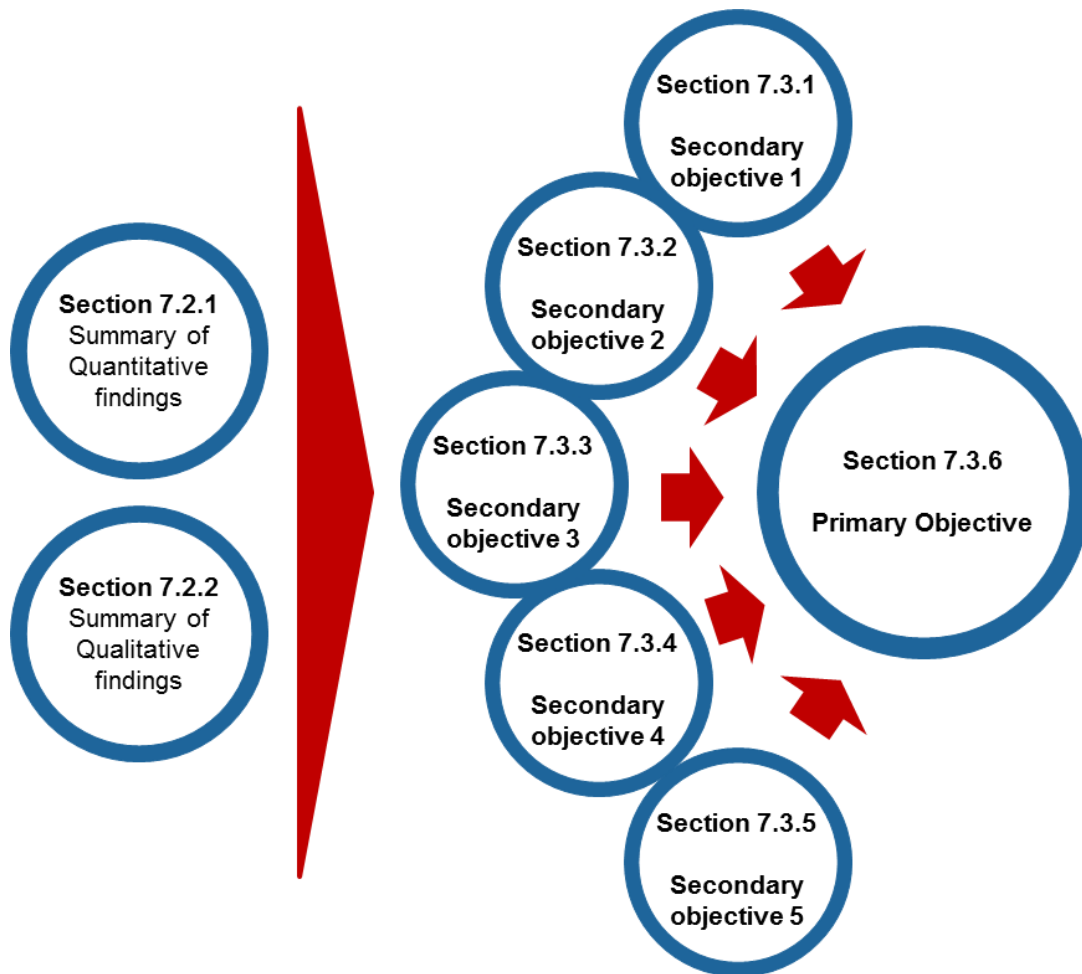 Section 7.2.1
Summary of
Quantitative
findings
Section 7.2.2
Summary of
Qualitative
findings
Section 7.3.1
Secondary
objective 1
Section 7.3.2
Secondary
objective 2
Section 7.3.3
Secondary
objective 3
Section 7.3.4
Secondary
objective 4
Section 7.3.5
Secondary
objective 5
Section 7.3.6
Primary Objective